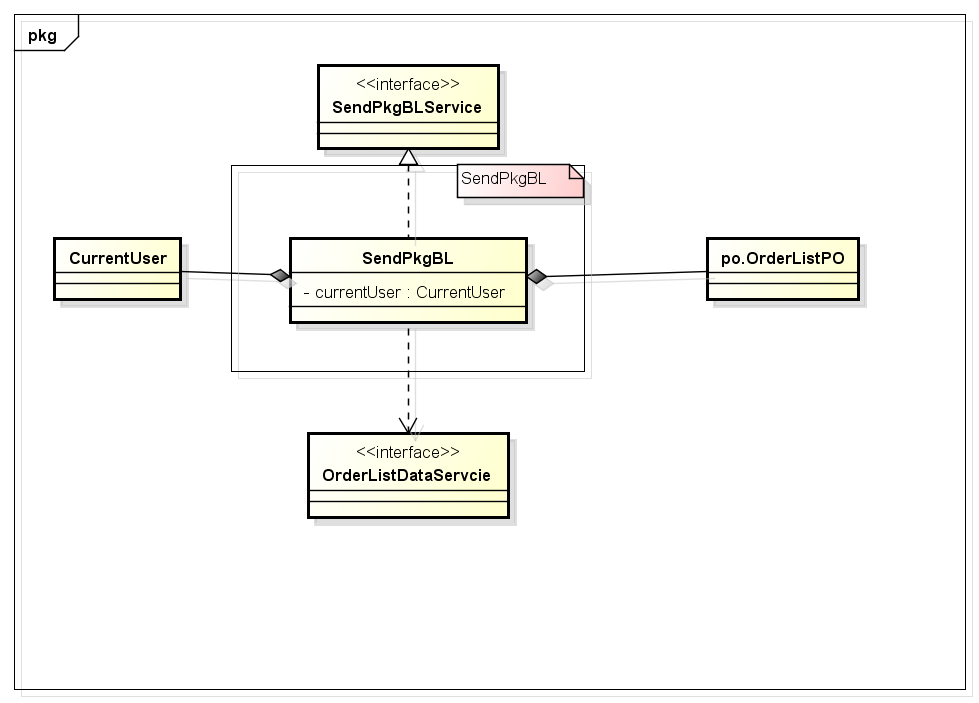 pkg
<<interface>>
SendPkgBLService
SendPkgBL
CurrentUser
SendPkgBL
- currentUser : CurrentUser
po.OrderListPO
<<interface>>
OrderListDataServcie